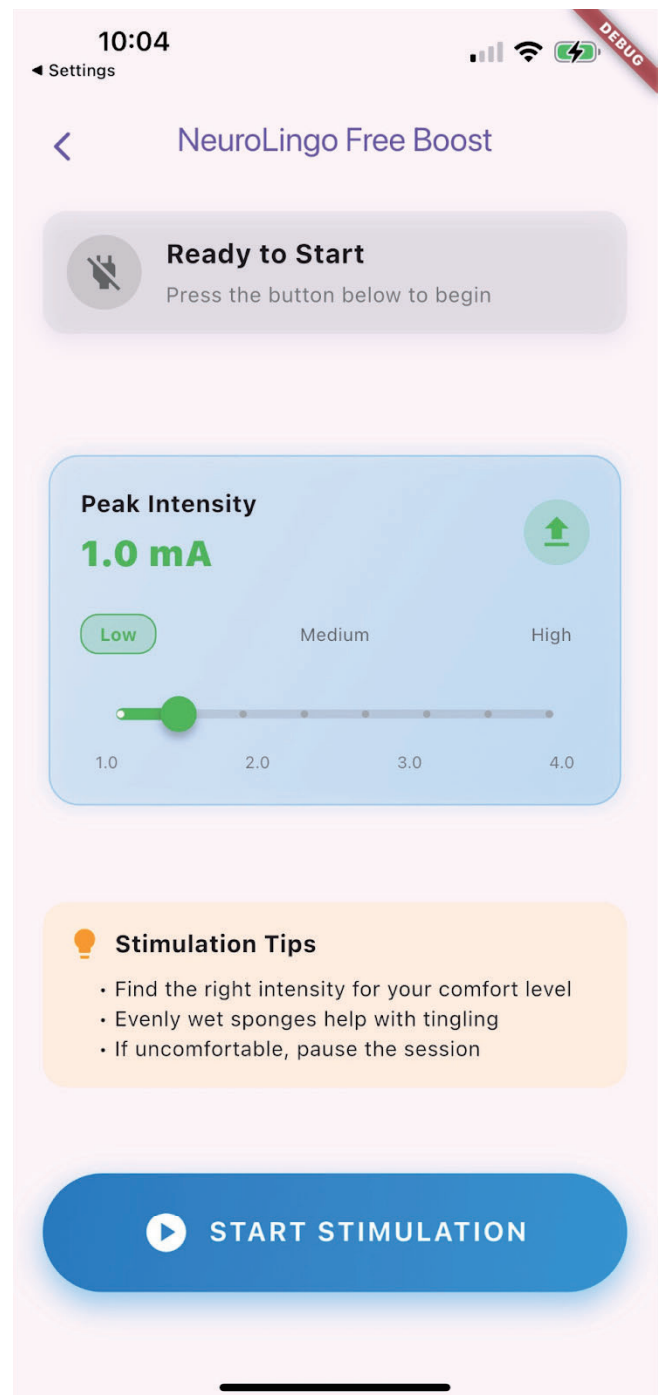 10:04
DEBUG
◀ Settings
NeuroLingo Free Boost
Ready to Start
Press the button below to begin
Peak Intensity
1.0 mA
Low Medium High
1.0 2.0 3.0 4.0
Stimulation Tips
• Find the right intensity for your comfort level
• Evenly wet sponges help with tingling
• If uncomfortable, pause the session
START STIMULATION